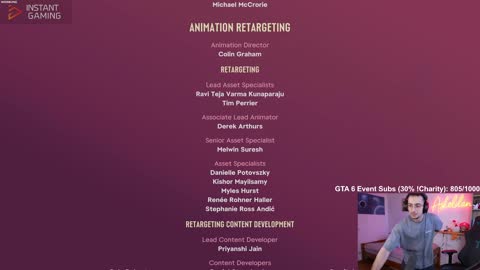 WERBUNG
INSTANT
GAMING
Michael McCrorie
ANIMATION RETARGETING
Animation Director
Colin Graham
RETARGETING
Lead Asset Specialists
Ravi Teja Varma Kunaparaju
Tim Perrier
Associate Lead Animator
Derek Arthurs
Senior Asset Specialist
Melwin Suresh
Asset Specialists
Danielle Potovszky
Kishor Mayilsamy
Myles Hurst
Renée Rohner Haller
Stephanie Ross Andić
RETARGETING CONTENT DEVELOPMENT
Lead Content Developer
Priyanshi Jain
Content Developers
GTA 6 Event Subs (30% !Charity): 805/1000